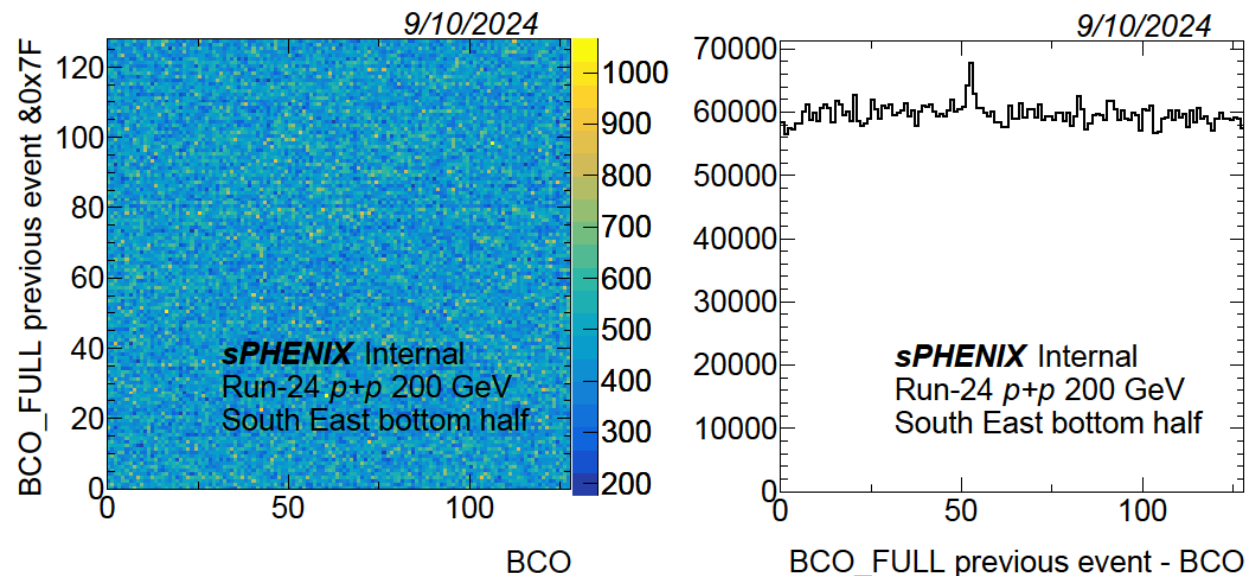 9/10/2024
BCO_FULL previous event &0x7F
120
100
80
60
40
20
0
0 50 100
BCO
1000
900
800
700
600
500
400
300
200
sPHENIX Internal
Run-24 p+p 200 GeV
South East bottom half
9/10/2024
70000
60000
50000
40000
30000
20000
10000
0
0 50 100
sPHENIX Internal
Run-24 p+p 200 GeV
South East bottom half
BCO_FULL previous event - BCO